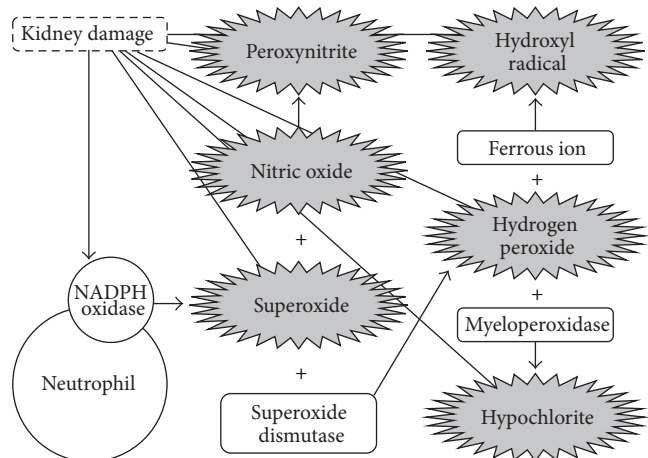 Kidney damage
Peroxynitrite
Hydroxyl
radical
Nitric oxide
Ferrous ion
+
+
Hydrogen
peroxide
NADPH
oxidase
Superoxide
+
Myeloperoxidase
Neutrophil
+
Superoxide
dismutase
Hypochlorite